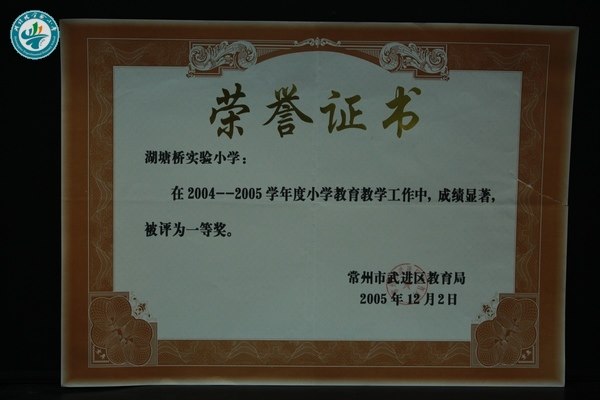 荣誉证书
湖塘桥实验小学：
在2004--2005学年度小学教育教学工作中，成绩显著，
被评为一等奖。
常州市武进区教育局
2005年12月2日